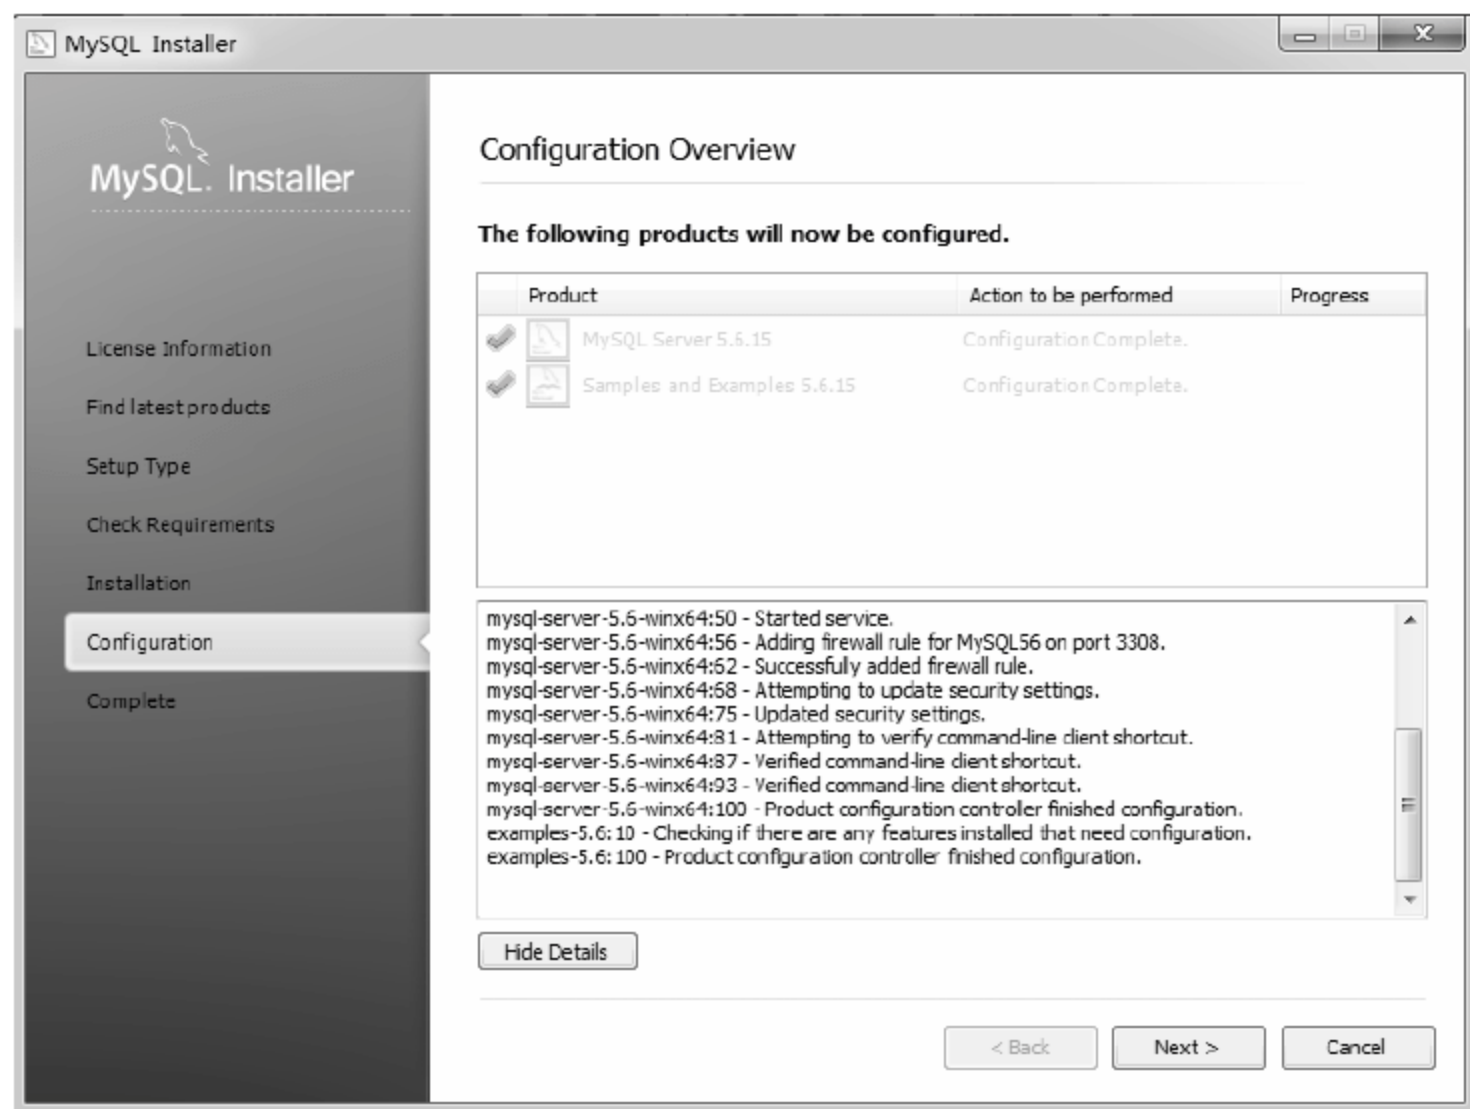 MySQL Installer
MySQL. Installer
License Information
Find latest products
Setup Type
Check Requirements
Installation
Configuration
Complete
Configuration Overview
The following products will now be configured.
Product Action to be performed Progress
MySQL Server 5.6.15 Configuration Complete.
Samples and Examples 5.6.15 Configuration Complete.
mysql-server-5.6-winx64:50 - Started service.
mysql-server-5.6-winx64:56 - Adding firewall rule for MySQL56 on port 3308.
mysql-server-5.6-winx64:62 - Successfully added firewall rule.
mysql-server-5.6-winx64:68 - Attempting to update security settings.
mysql-server-5.6-winx64:75 - Updated security settings.
mysql-server-5.6-winx64:81 - Attempting to verify command-line client shortcut.
mysql-server-5.6-winx64:87 - Verified command-line client shortcut.
mysql-server-5.6-winx64:93 - Verified command-line client shortcut.
mysql-server-5.6-winx64:100 - Product configuration controller finished configuration.
examples-5.6:10 - Checking if there are any features installed that need configuration.
examples-5.6:100 - Product configuration controller finished configuration.
Hide Details
< Back Next > Cancel